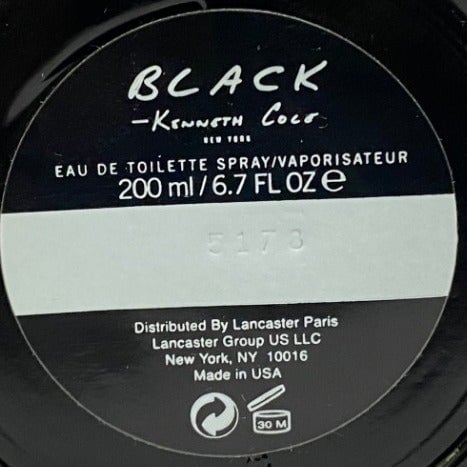 BLACK
-KENNETH COLE
NEW YORK
EAU DE TOILETTE SPRAY/VAPORISATEUR
200 ml / 6.7 FL OZ e
5173
Distributed By Lancaster Paris
Lancaster Group US LLC
New York, NY 10016
Made in USA
30 M